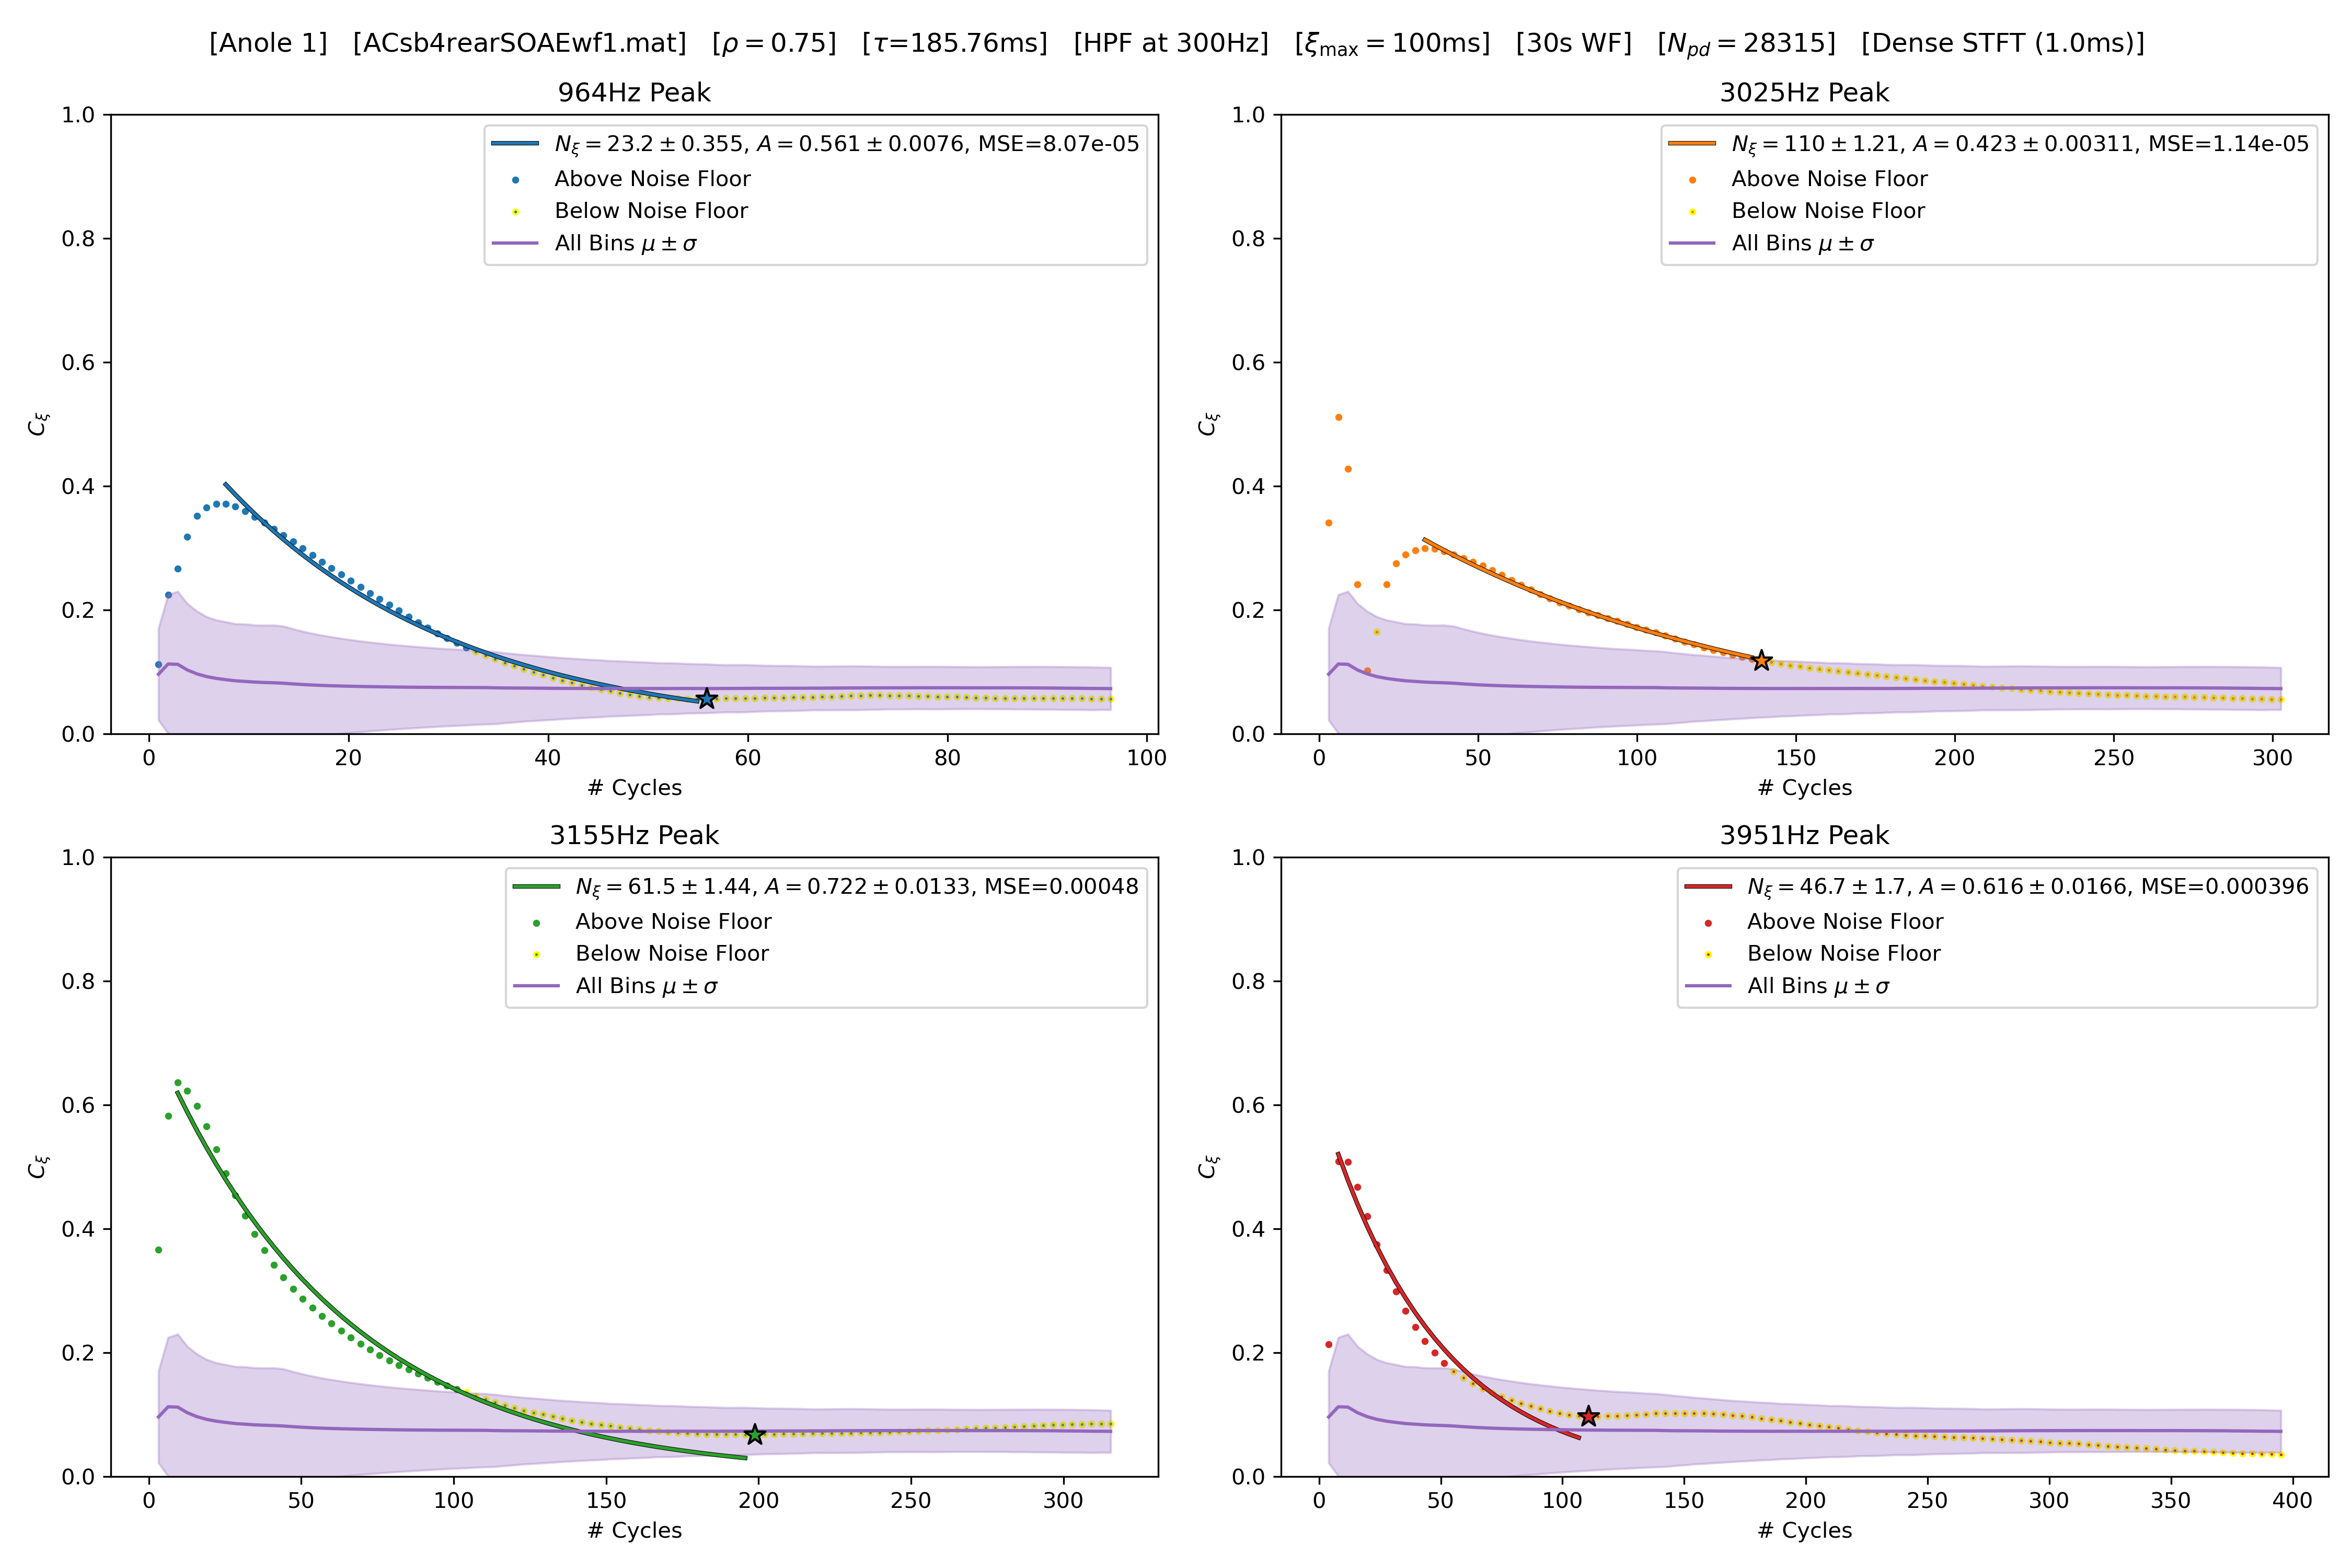 [Anole 1] [ACsb4rearSOAEwf1.mat] [ρ = 0.75] [τ=185.76ms] [HPF at 300Hz] [ξmax = 100ms] [30s WF] [Npd = 28315] [Dense STFT (1.0ms)]
964Hz Peak
Nξ = 23.2 ± 0.355, A = 0.561 ± 0.0076, MSE=8.07e-05
Above Noise Floor
Below Noise Floor
All Bins μ ± σ
1.0
0.8
0.6
0.4
0.2
0.0
Cξ
0 20 40 60 80 100
# Cycles
3025Hz Peak
Nξ = 110 ± 1.21, A = 0.423 ± 0.00311, MSE=1.14e-05
Above Noise Floor
Below Noise Floor
All Bins μ ± σ
1.0
0.8
0.6
0.4
0.2
0.0
Cξ
0 50 100 150 200 250 300
# Cycles
3155Hz Peak
Nξ = 61.5 ± 1.44, A = 0.722 ± 0.0133, MSE=0.00048
Above Noise Floor
Below Noise Floor
All Bins μ ± σ
1.0
0.8
0.6
0.4
0.2
0.0
Cξ
0 50 100 150 200 250 300
# Cycles
3951Hz Peak
Nξ = 46.7 ± 1.7, A = 0.616 ± 0.0166, MSE=0.000396
Above Noise Floor
Below Noise Floor
All Bins μ ± σ
1.0
0.8
0.6
0.4
0.2
0.0
Cξ
0 50 100 150 200 250 300 350 400
# Cycles